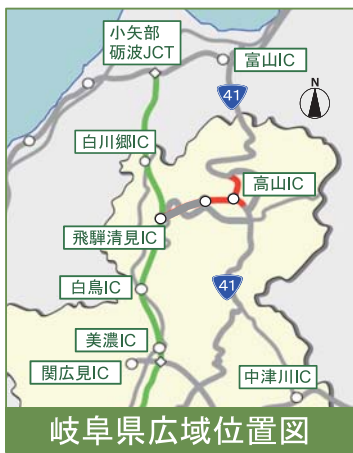 小矢部
砺波JCT
富山IC
41
N
白川郷IC
高山IC
飛騨清見IC
白鳥IC
41
美濃IC
関広見IC
中津川IC
岐阜県広域位置図